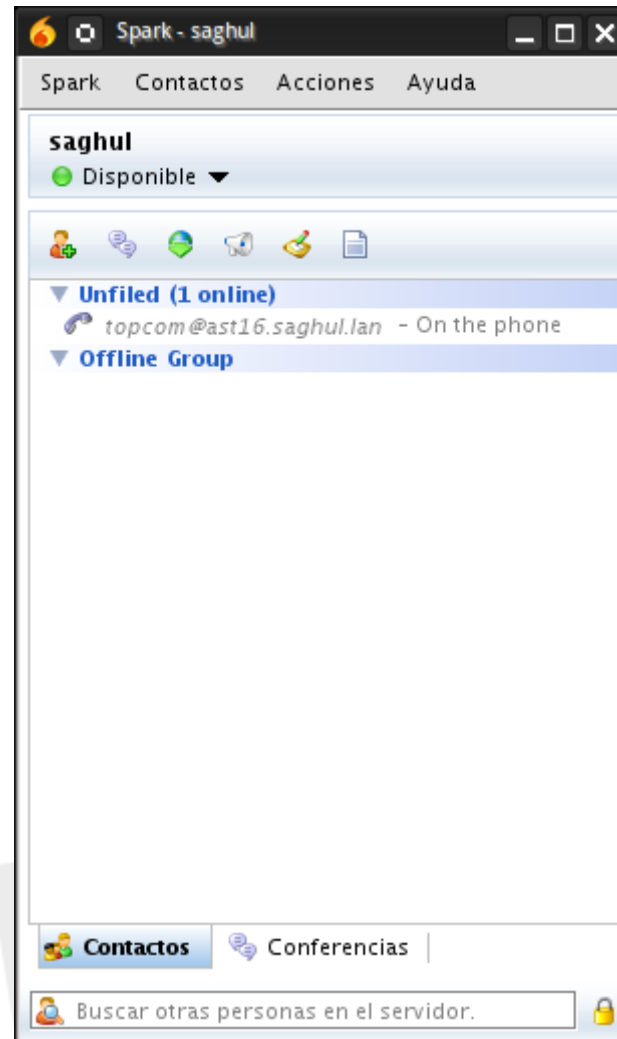 Spark - saghul
Spark Contactos Acciones Ayuda
saghul
Disponible
Unfiled (1 online)
topcom@ast16.saghul.lan - On the phone
Offline Group
Contactos Conferencias
Buscar otras personas en el servidor.